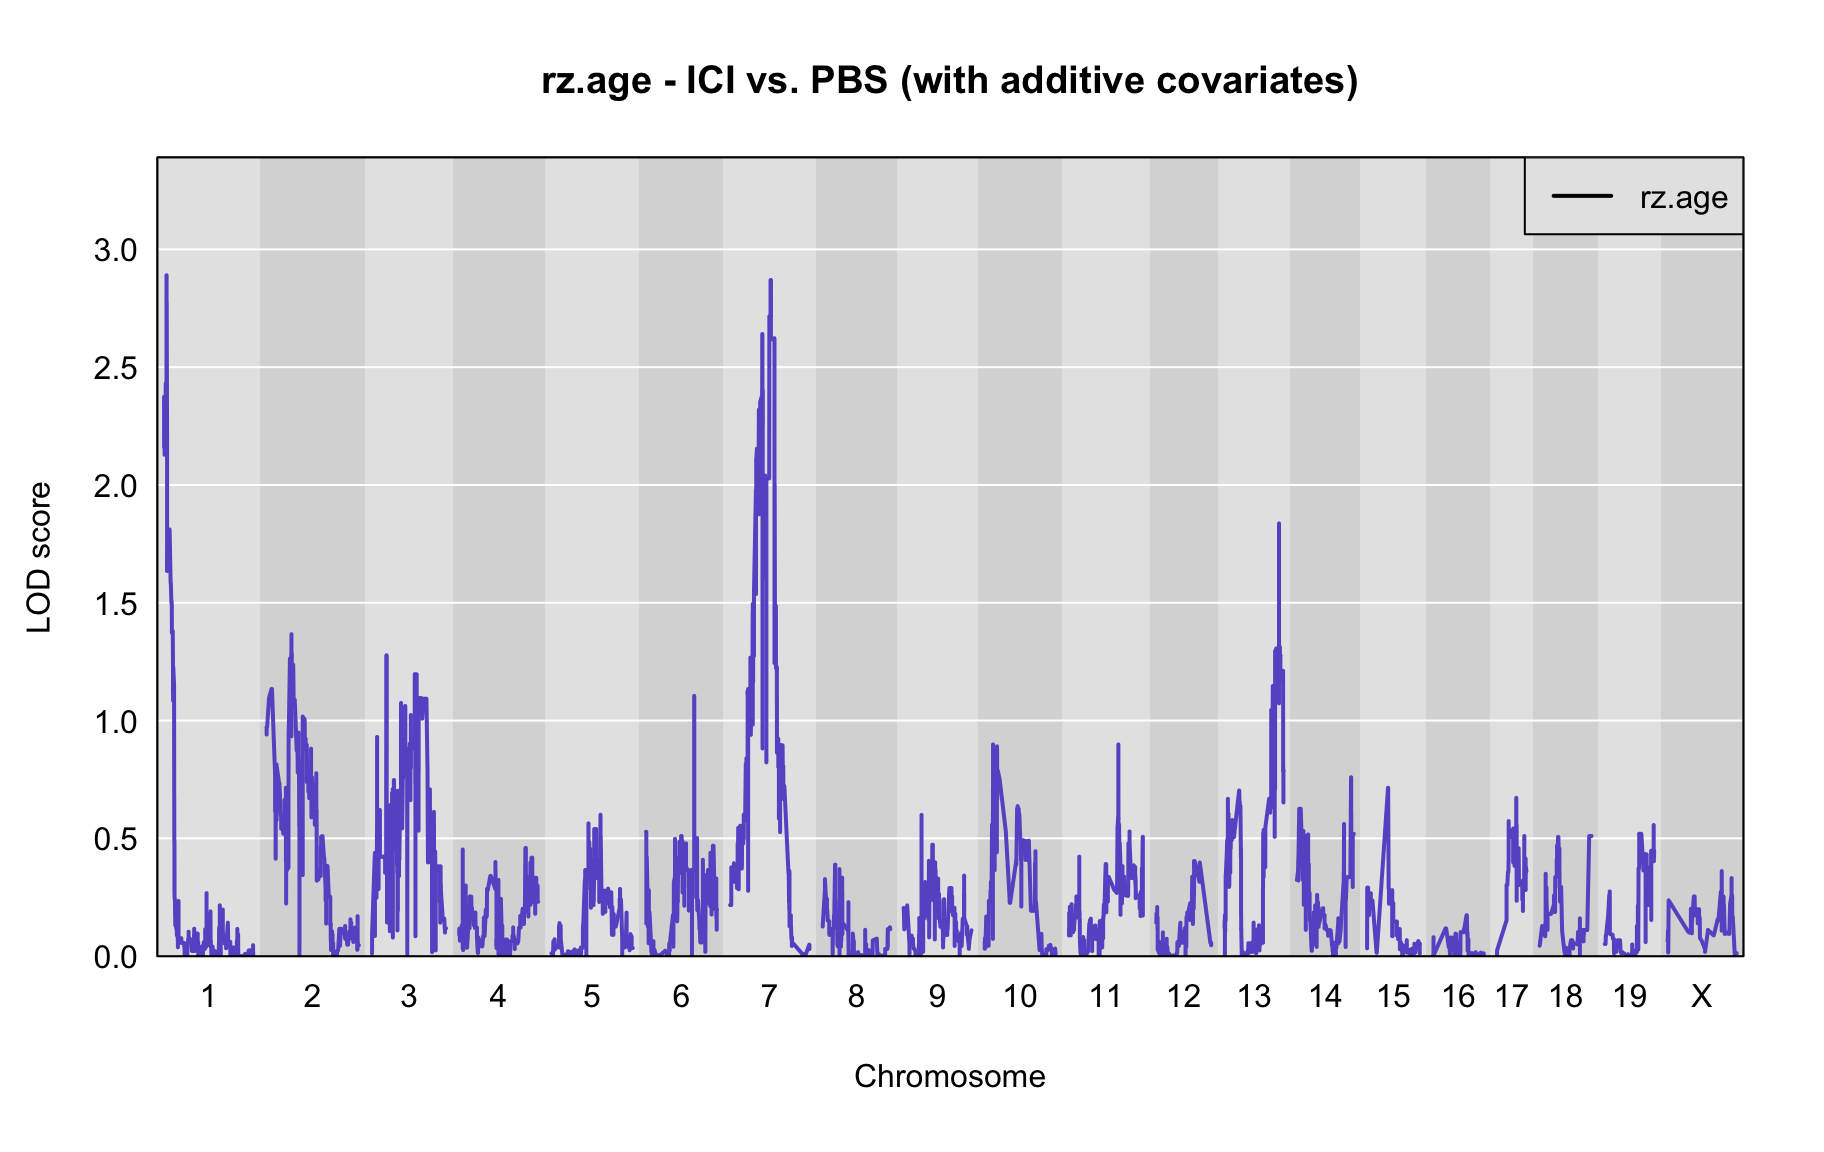 rz.age - ICI vs. PBS (with additive covariates)
rz.age
3.0
2.5
2.0
1.5
1.0
0.5
0.0
LOD score
1 2 3 4 5 6 7 8 9 10 11 12 13 14 15 16 17 18 19 X
Chromosome